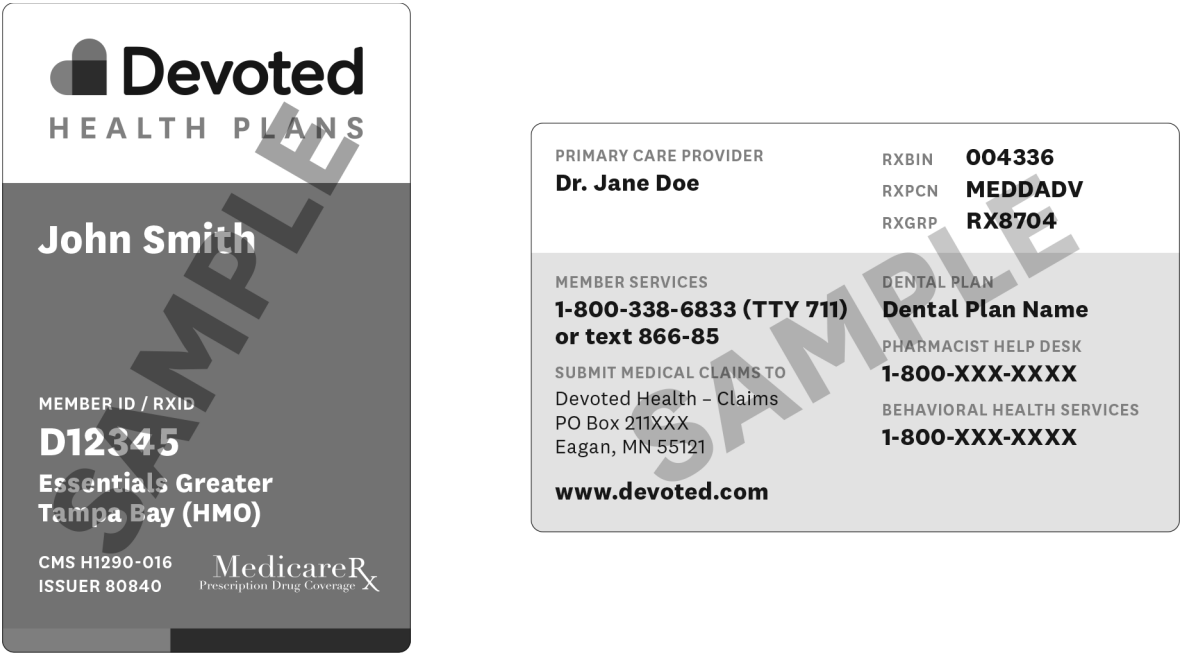 Devoted
HEALTH PLANS
John Smith
MEMBER ID / RXID
D12345
Essentials Greater
Tampa Bay (HMO)
CMS H1290-016
ISSUER 80840
MedicareRx
Prescription Drug Coverage
SAMPLE
PRIMARY CARE PROVIDER
Dr. Jane Doe
RXBIN 004336
RXPCN MEDDADV
RXGRP RX8704
MEMBER SERVICES
1-800-338-6833 (TTY 711)
or text 866-85
SUBMIT MEDICAL CLAIMS TO
Devoted Health – Claims
PO Box 211XXX
Eagan, MN 55121
www.devoted.com
DENTAL PLAN
Dental Plan Name
PHARMACIST HELP DESK
1-800-XXX-XXXX
BEHAVIORAL HEALTH SERVICES
1-800-XXX-XXXX
SAMPLE